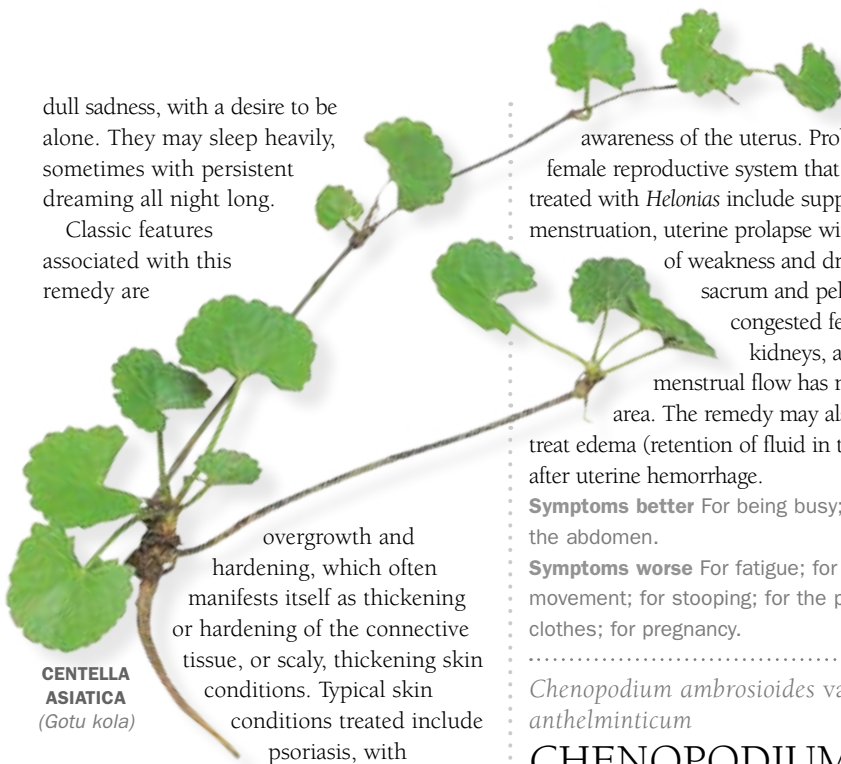 dull sadness, with a desire to be
alone. They may sleep heavily,
sometimes with persistent
dreaming all night long.
Classic features
associated with this
remedy are
overgrowth and
hardening, which often
manifests itself as thickening
or hardening of the connective
tissue, or scaly, thickening skin
conditions. Typical skin
conditions treated include
psoriasis, with
CENTELLA
ASIATICA
(Gotu kola)
awareness of the uterus.
female reproductive system that
treated with Helonias include
menstruation, uterine prolapse
of weakness and
sacrum and
congested
kidneys,
menstrual flow has
area. The remedy may
treat edema (retention of fluid in
after uterine hemorrhage.
Symptoms better For being busy;
the abdomen.
Symptoms worse For fatigue; for
movement; for stooping; for the
clothes; for pregnancy.
Chenopodium ambrosioides
anthelminticum
CHENOPODIUM